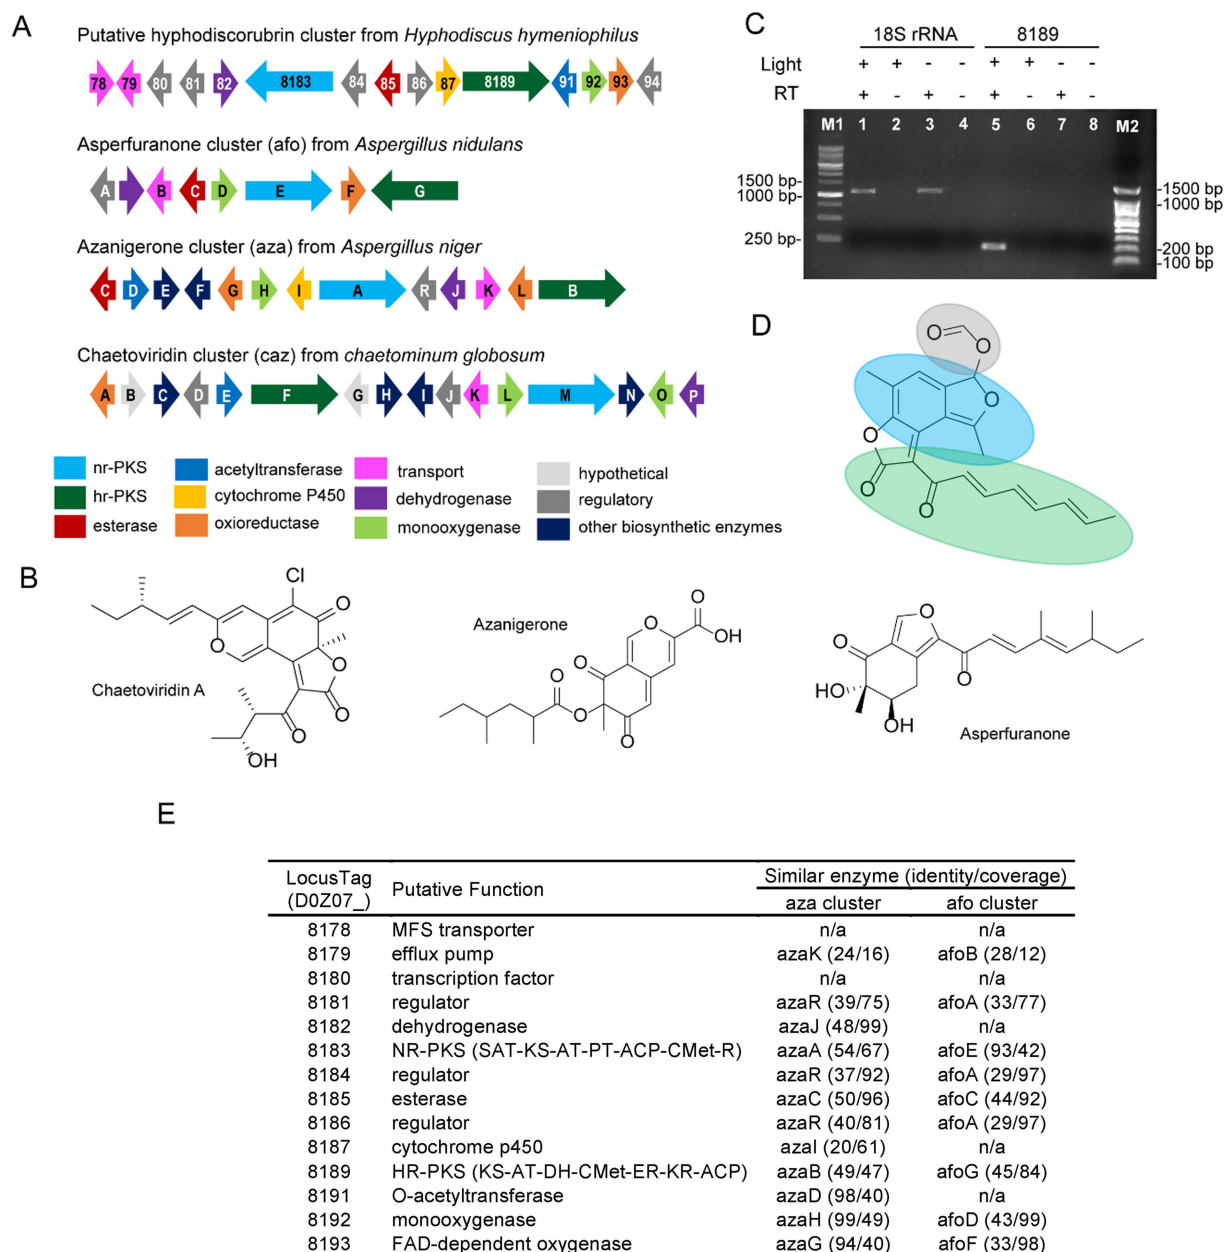 A
Putative hyphodiscorubrin cluster from Hyphodiscus hymeniophilus
78 79 80 81 82 8183 84 85 86 87 8189 91 92 93 94
Asperfuranone cluster (afo) from Aspergillus nidulans
A B C D E F G
Azanigerone cluster (aza) from Aspergillus niger
C D E F G H I A R J K L B
Chaetoviridin cluster (caz) from chaetominum globosum
A B C D E F G H I J K L M N O P
nr-PKS acetyltransferase transport hypothetical
hr-PKS cytochrome P450 dehydrogenase regulatory
esterase oxioreductase monooxygenase other biosynthetic enzymes
B
Cl
O
O
O
O
O
OH
Chaetoviridin A
Azanigerone
O
O
OH
O
O
O
O
O
O
HO
OH
O
Asperfuranone
C
18S rRNA 8189
Light + + - - + + - -
RT + - + - + - + -
M1 1 2 3 4 5 6 7 8 M2
1500 bp-
1000 bp-
250 bp-
-1500 bp
-1000 bp
-200 bp
-100 bp
D
O
O
O
O
O
O
E
LocusTag Putative Function Similar enzyme (identity/coverage)
(D0Z07_) aza cluster afo cluster
8178 MFS transporter n/a n/a
8179 efflux pump azaK (24/16) afoB (28/12)
8180 transcription factor n/a n/a
8181 regulator azaR (39/75) afoA (33/77)
8182 dehydrogenase azaJ (48/99) n/a
8183 NR-PKS (SAT-KS-AT-PT-ACP-CMet-R) azaA (54/67) afoE (93/42)
8184 regulator azaR (37/92) afoA (29/97)
8185 esterase azaC (50/96) afoC (44/92)
8186 regulator azaR (40/81) afoA (29/97)
8187 cytochrome p450 azaI (20/61) n/a
8189 HR-PKS (KS-AT-DH-CMet-ER-KR-ACP) azaB (49/47) afoG (45/84)
8191 O-acetyltransferase azaD (98/40) n/a
8192 monooxygenase azaH (99/49) afoD (43/99)
8193 FAD-dependent oxygenase azaG (94/40) afoF (33/98)